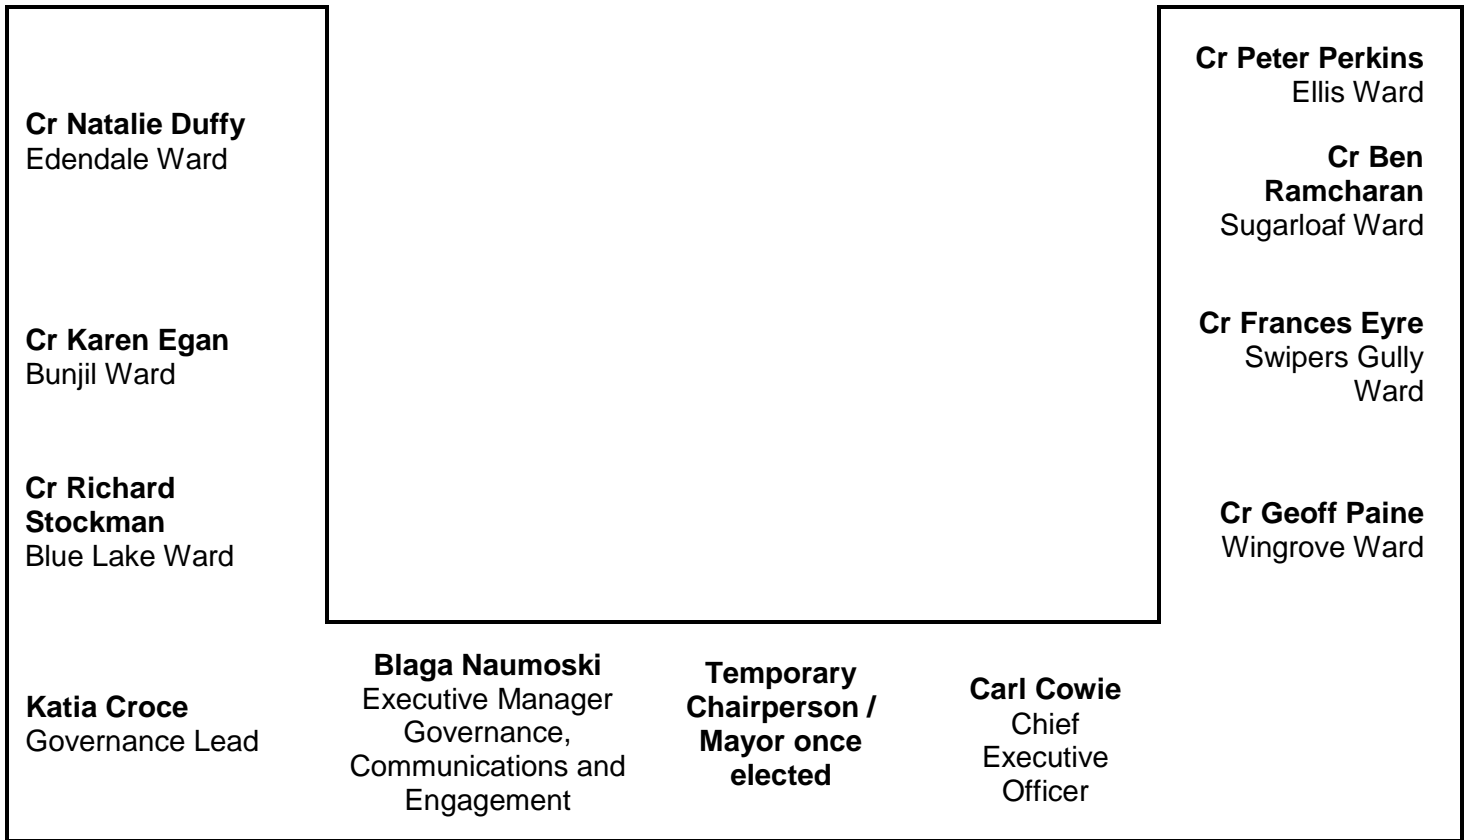 Cr Natalie Duffy
Edendale Ward
Cr Karen Egan
Bunjil Ward
Cr Richard
Stockman
Blue Lake Ward
Katia Croce
Governance Lead
Blaga Naumoski
Executive Manager
Governance,
Communications and
Engagement
Temporary
Chairperson /
Mayor once
elected
Carl Cowie
Chief
Executive
Officer
Cr Peter Perkins
Ellis Ward
Cr Ben
Ramcharan
Sugarloaf Ward
Cr Frances Eyre
Swipers Gully
Ward
Cr Geoff Paine
Wingrove Ward